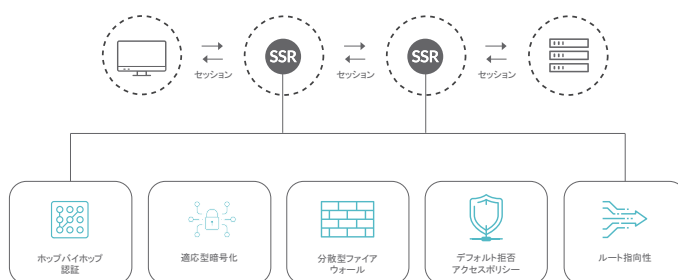 SSR
SSR
セッション
セッション
セッション
ホップバイホップ
認証
適応型暗号化
分散型ファイア
ウォール
デフォルト拒否
アクセスポリシー
ルート指向性